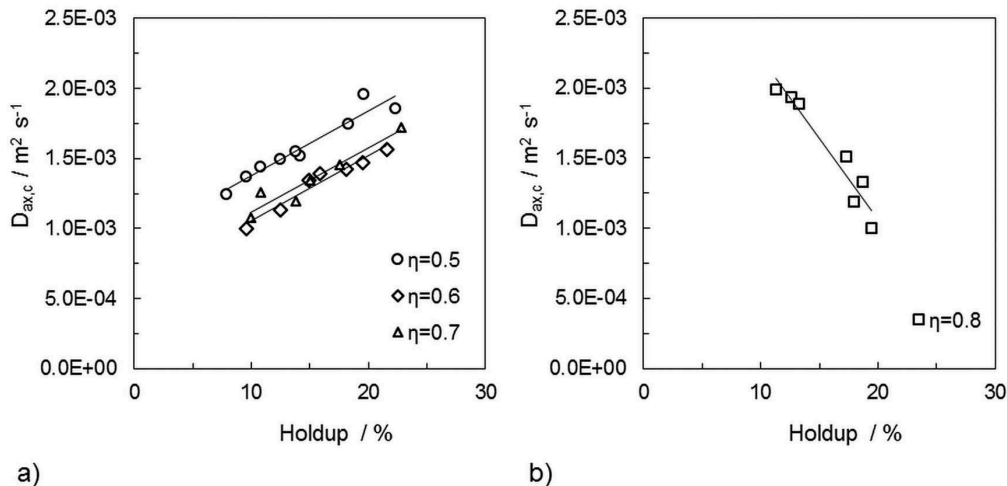 2.5E-03
2.0E-03
1.5E-03
1.0E-03
5.0E-04
0.0E+00
D_ax,c / m² s⁻¹
0 10 20 30
Holdup / %
η=0.5
η=0.6
η=0.7
a)
2.5E-03
2.0E-03
1.5E-03
1.0E-03
5.0E-04
0.0E+00
D_ax,c / m² s⁻¹
0 10 20 30
Holdup / %
η=0.8
b)